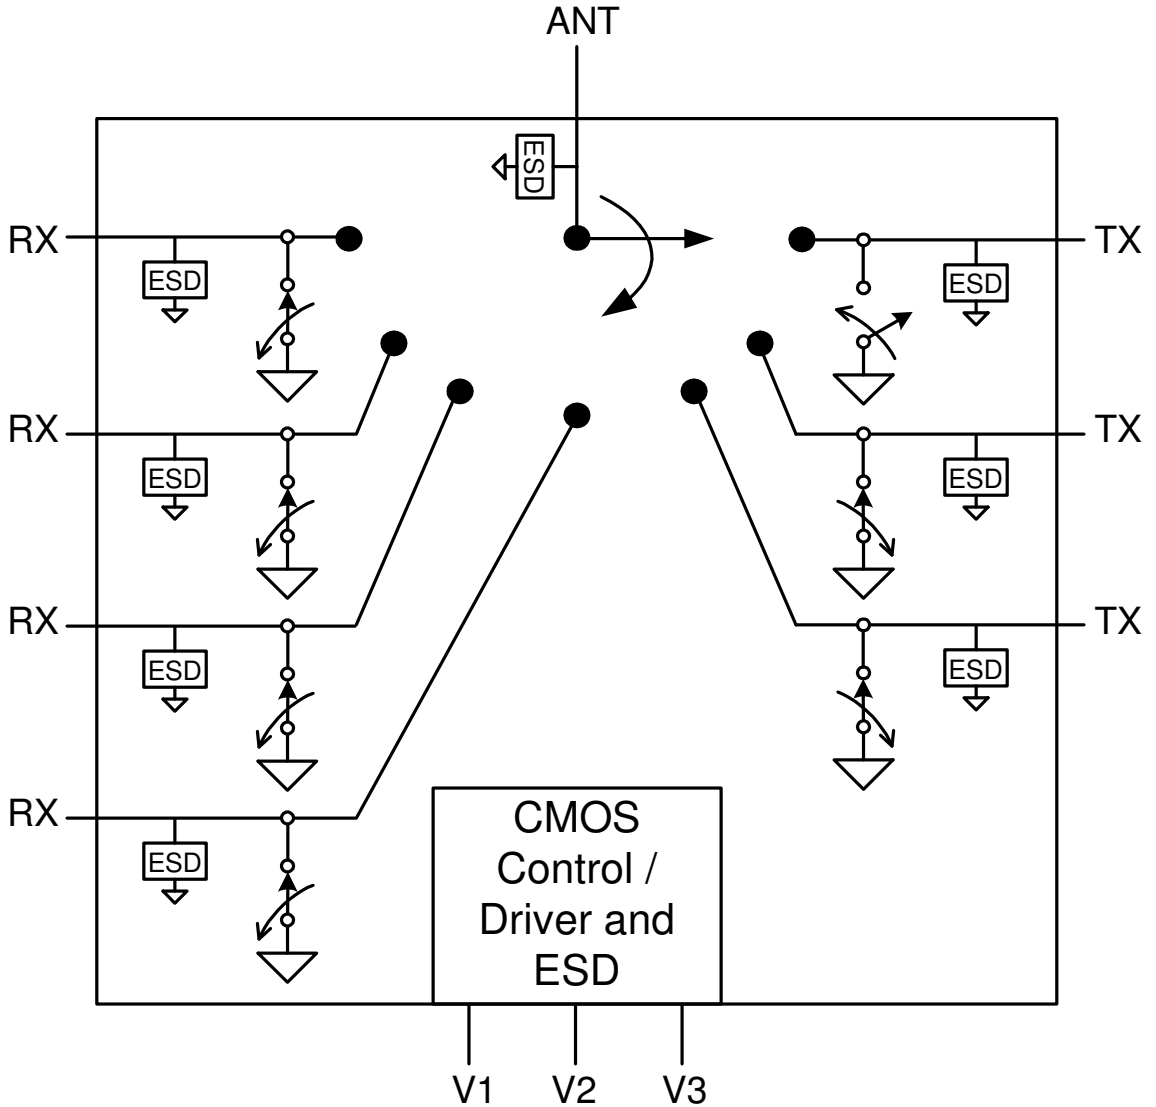 ANT
ESD
RX
TX
ESD
ESD
RX
TX
ESD
ESD
RX
TX
ESD
ESD
RX
ESD
CMOS
Control /
Driver and
ESD
V1 V2 V3